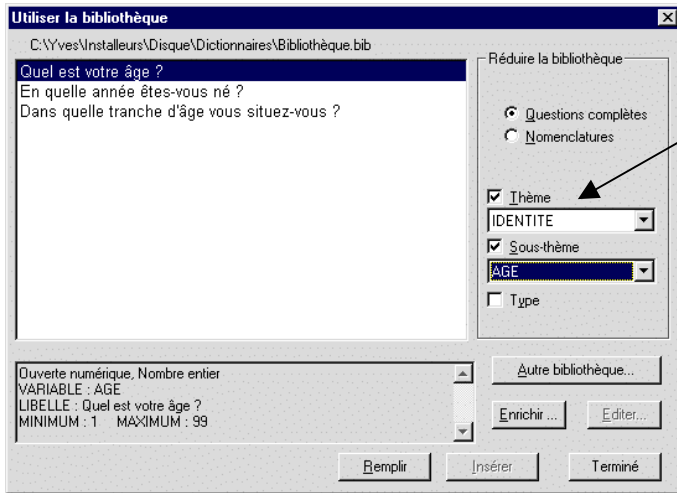 Utiliser la bibliothèque
C:\Yves\Installeurs\Disque\Dictionnaires\Bibliothèque.bib
Quel est votre âge ?
En quelle année êtes-vous né ?
Dans quelle tranche d'âge vous situez-vous ?
Réduire la bibliothèque
Questions complètes
Nomenclatures
Thème
IDENTITE
Sous-thème
AGE
Type
Ouverte numérique, Nombre entier
VARIABLE : AGE
LIBELLE : Quel est votre âge ?
MINIMUM : 1 MAXIMUM : 99
Autre bibliothèque...
Enrichir ... Editer...
Remplir Insérer Terminé